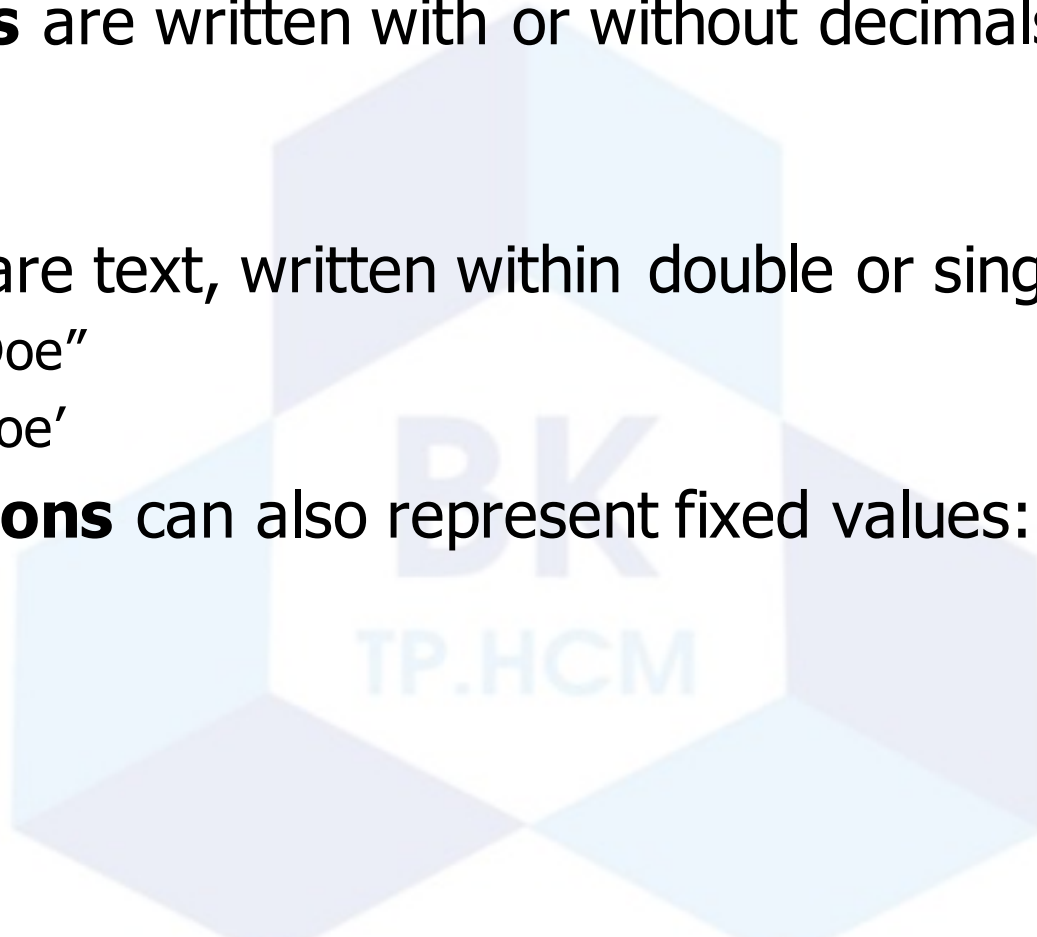 s are written with or without decimals
are text, written within double or sing
oe”
oe’
ons can also represent fixed values:
BK
TP.HCM